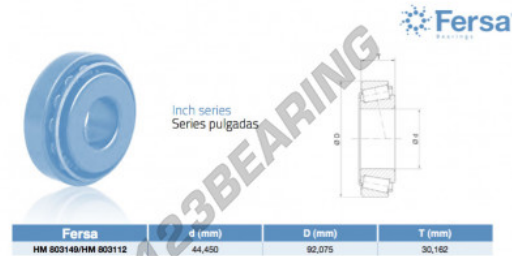 Fersa
Bearings
Inch series
Series pulgadas
Ø D
Ø d
123BEARING
Fersa d (mm) D (mm) T (mm)
HM 803149/HM 803112 44,450 92,075 30,162